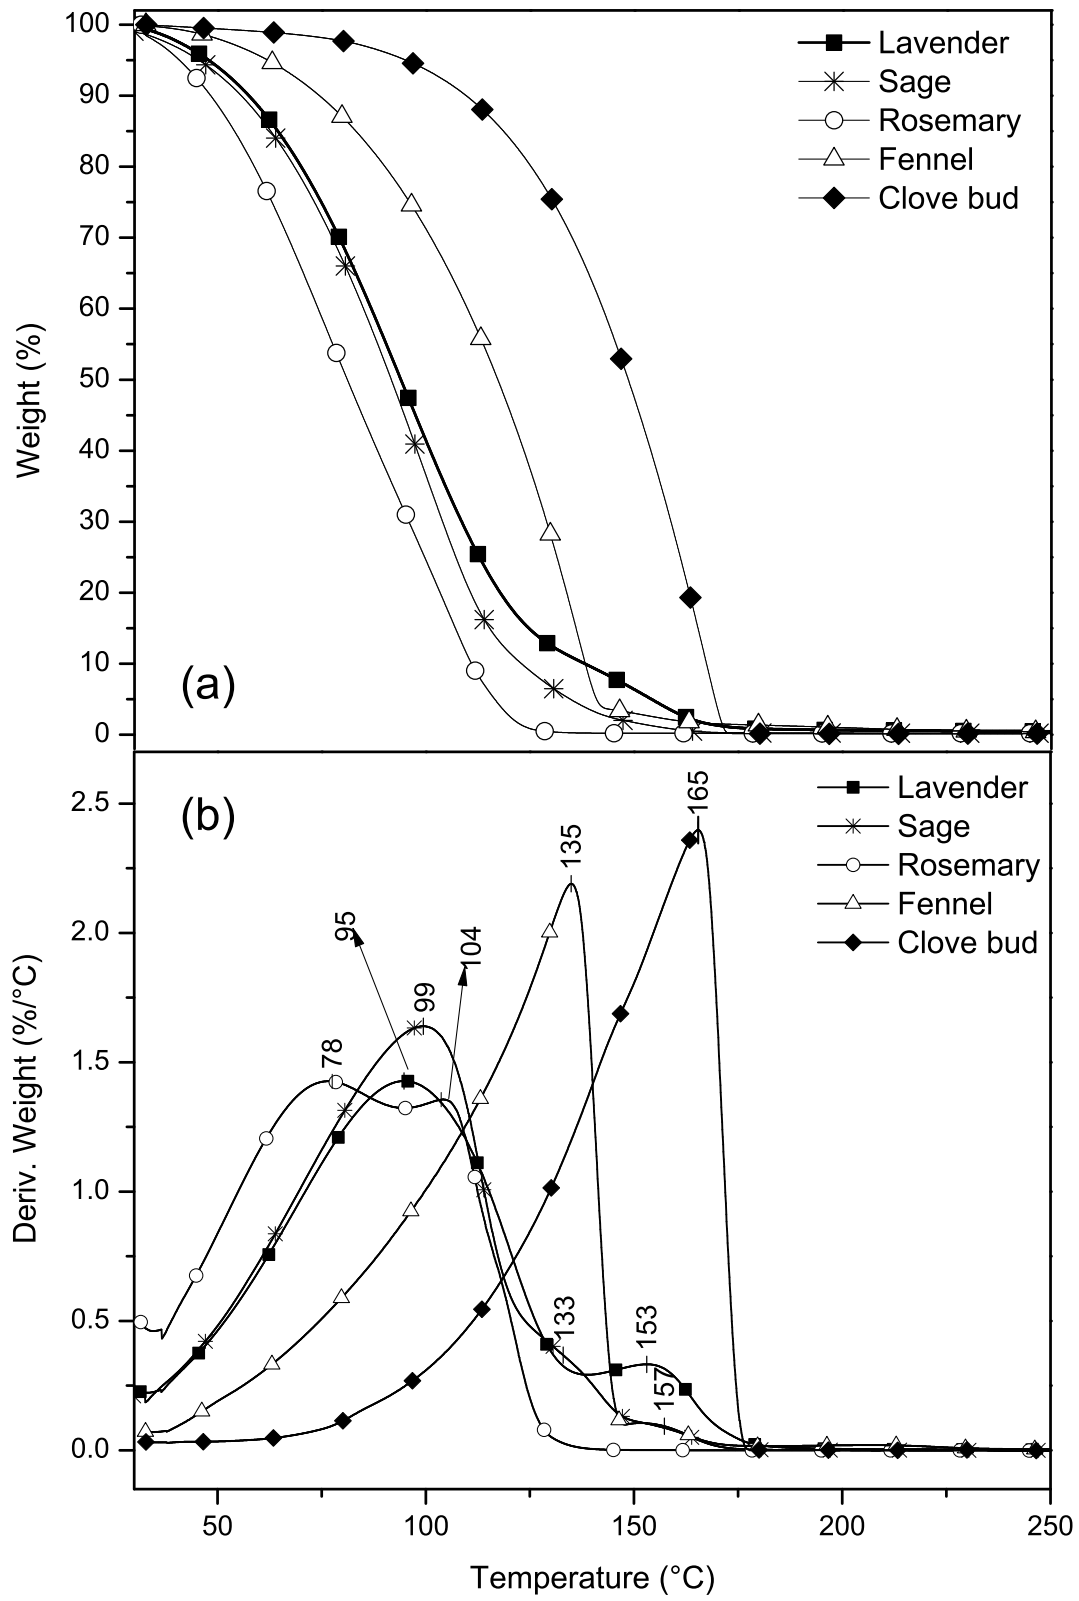 100
90
80
70
60
50
40
30
20
10
0
Weight (%)
Lavender
Sage
Rosemary
Fennel
Clove bud
(a)
(b)
Lavender
Sage
Rosemary
Fennel
Clove bud
165
135
95
104
99
78
133
153
157
2.5
2.0
1.5
1.0
0.5
0.0
Deriv. Weight (%/°C)
50
100
150
200
250
Temperature (°C)